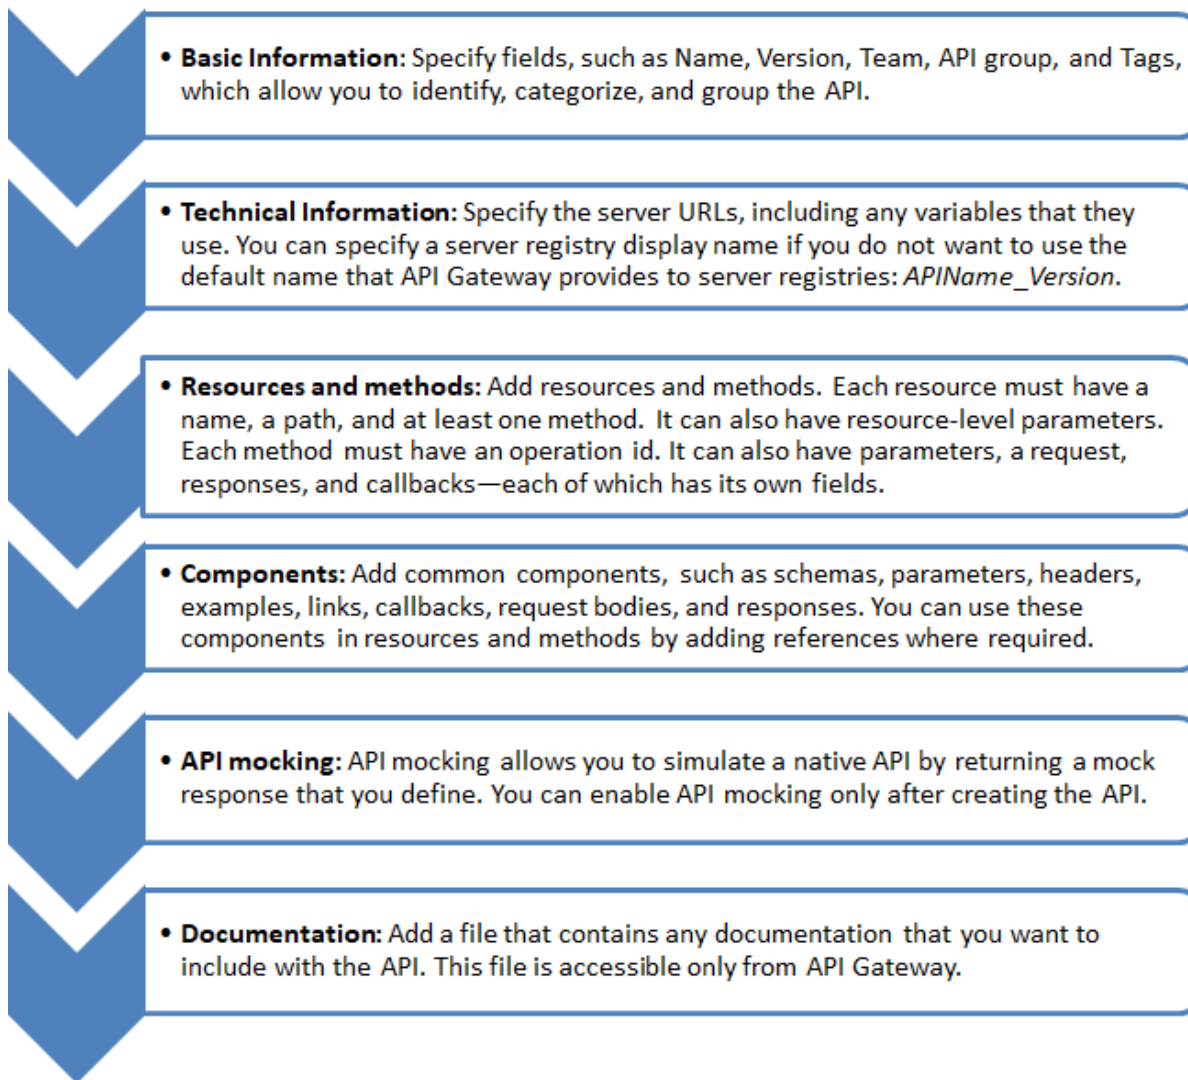 • Basic Information: Specify fields, such as Name, Version, Team, API group, and Tags,
which allow you to identify, categorize, and group the API.
• Technical Information: Specify the server URLs, including any variables that they
use. You can specify a server registry display name if you do not want to use the
default name that API Gateway provides to server registries: APIName_Version.
• Resources and methods: Add resources and methods. Each resource must have a
name, a path, and at least one method. It can also have resource-level parameters.
Each method must have an operation id. It can also have parameters, a request,
responses, and callbacks—each of which has its own fields.
• Components: Add common components, such as schemas, parameters, headers,
examples, links, callbacks, request bodies, and responses. You can use these
components in resources and methods by adding references where required.
• API mocking: API mocking allows you to simulate a native API by returning a mock
response that you define. You can enable API mocking only after creating the API.
• Documentation: Add a file that contains any documentation that you want to
include with the API. This file is accessible only from API Gateway.